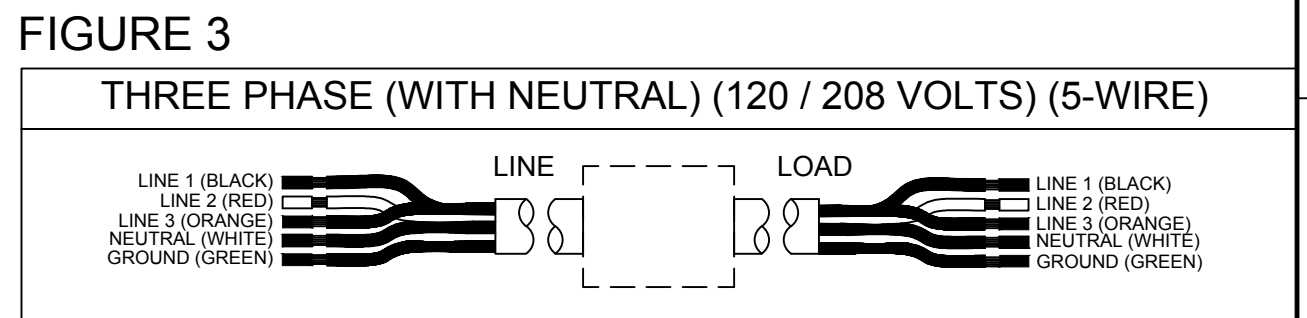 FIGURE 3
THREE PHASE (WITH NEUTRAL) (120 / 208 VOLTS) (5-WIRE)
LINE
LOAD
LINE 1 (BLACK)
LINE 2 (RED)
LINE 3 (ORANGE)
NEUTRAL (WHITE)
GROUND (GREEN)
LINE 1 (BLACK)
LINE 2 (RED)
LINE 3 (ORANGE)
NEUTRAL (WHITE)
GROUND (GREEN)